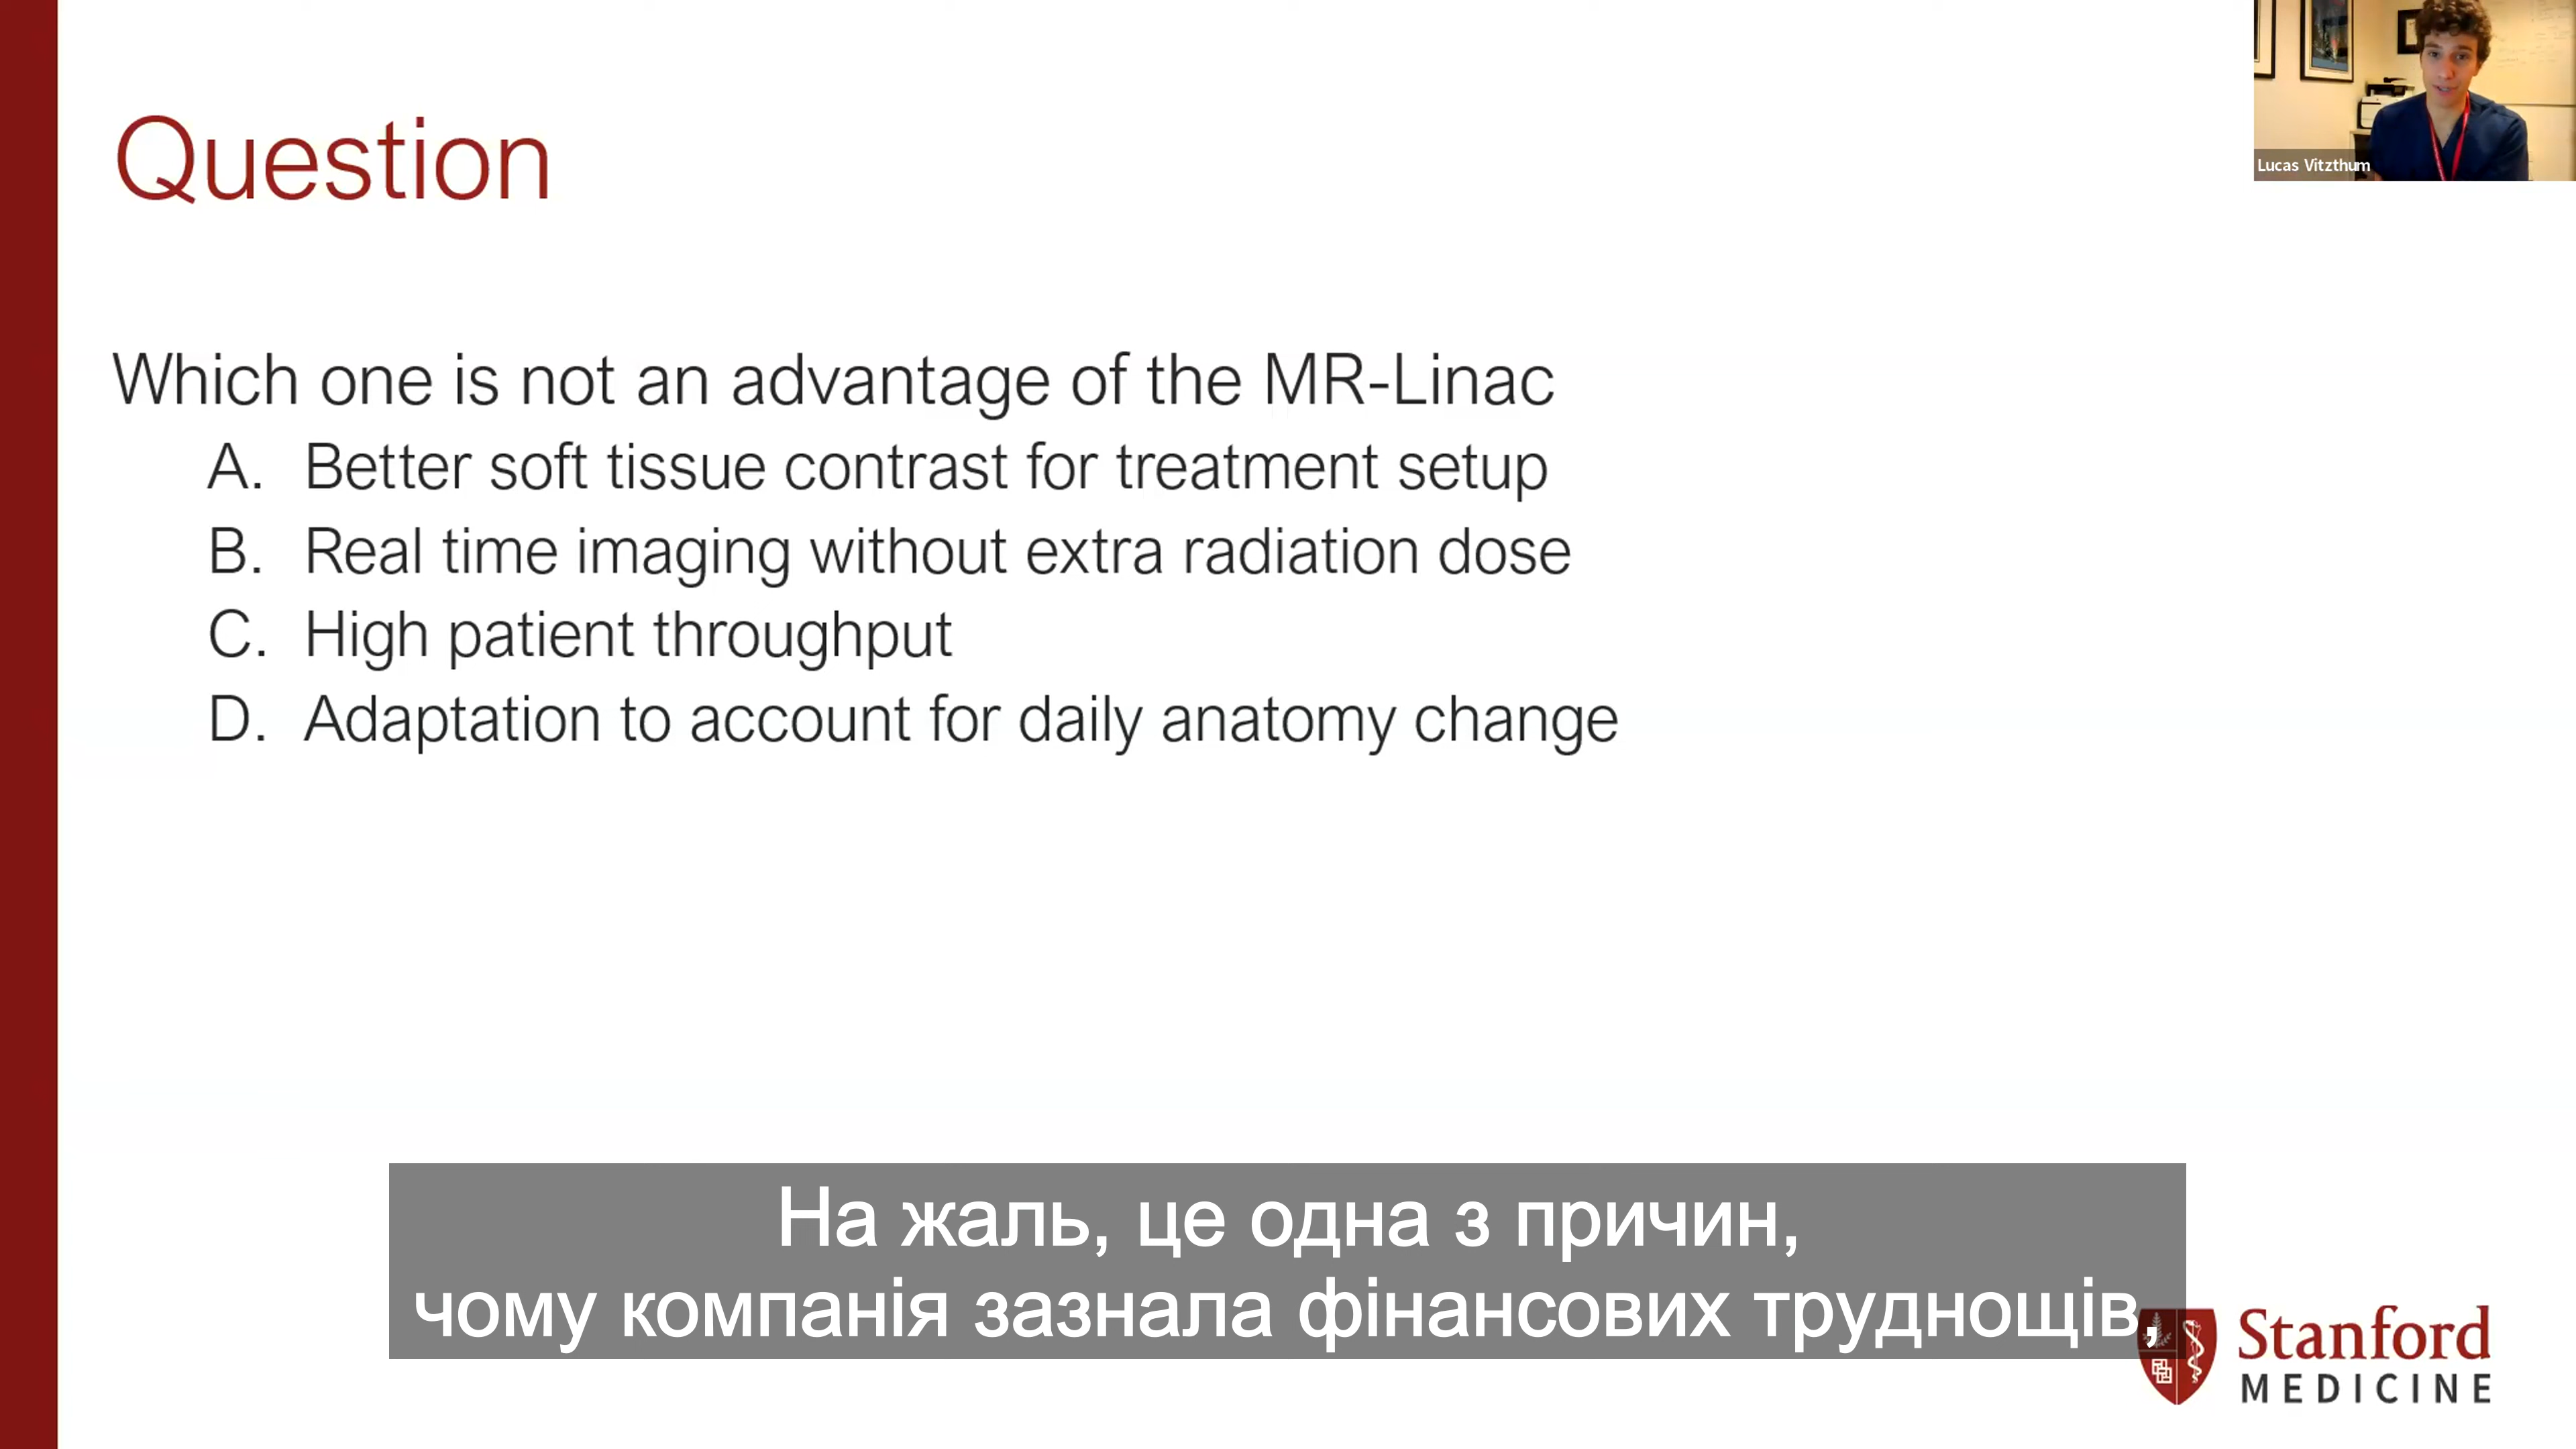 Question
Lucas Vitzthum
Which one is not an advantage of the MR-Linac
A. Better soft tissue contrast for treatment setup
B. Real time imaging without extra radiation dose
C. High patient throughput
D. Adaptation to account for daily anatomy change
На жаль, це одна з причин,
чому компанія зазнала фінансових труднощів,
Stanford
MEDICINE